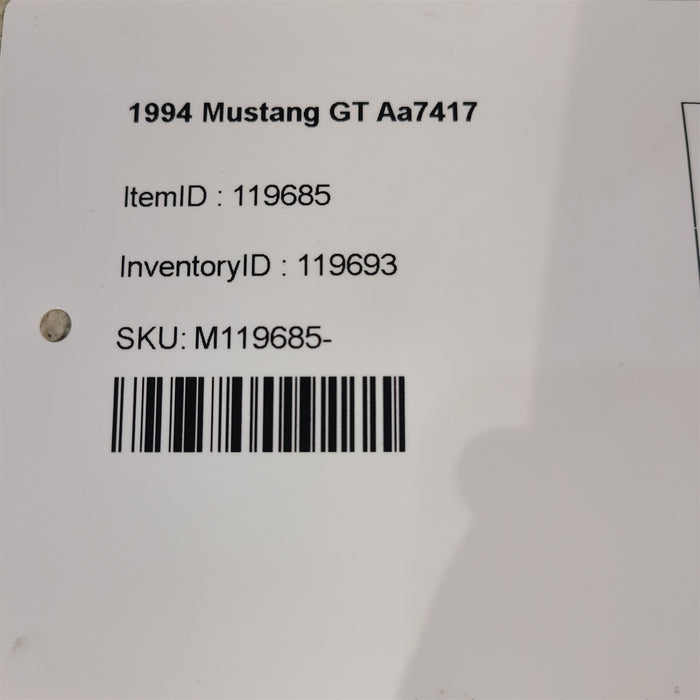 1994 Mustang GT Aa7417
ItemID : 119685
InventoryID : 119693
SKU: M119685-